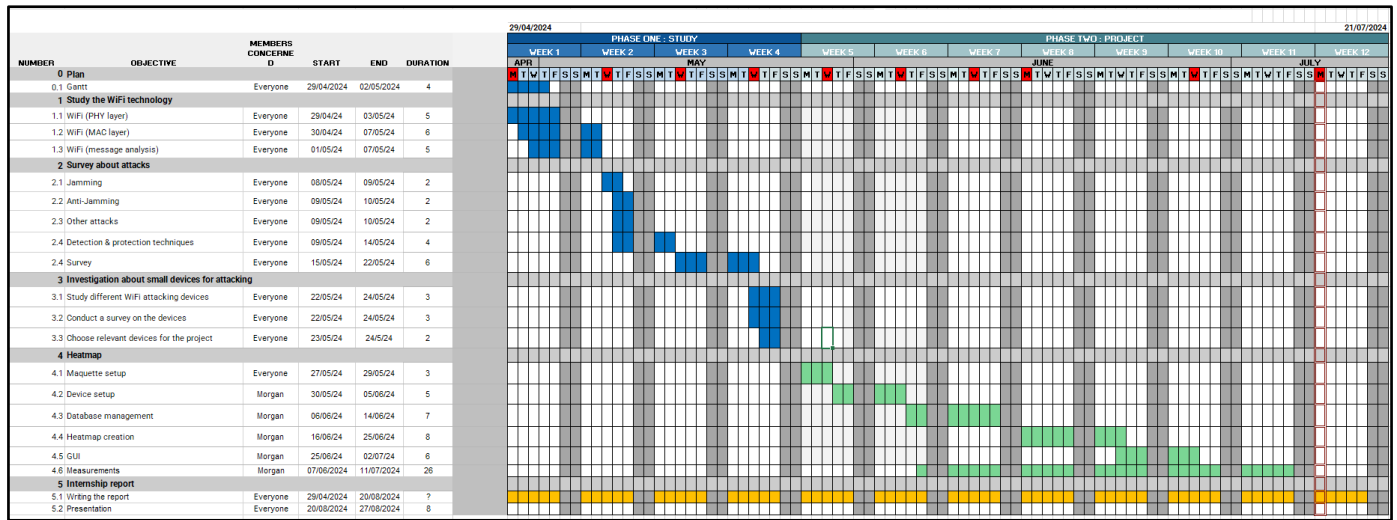 29/04/2024 21/07/2024
PHASE ONE : STUDY PHASE TWO : PROJECT
MEMBERS CONCERNE D
WEEK 1 WEEK 2 WEEK 3 WEEK 4 WEEK 5 WEEK 6 WEEK 7 WEEK 8 WEEK 9 WEEK 10 WEEK 11 WEEK 12
NUMBER OBJECTIVE START END DURATION APR MAY JUNE JULY
0 Plan M T W T F S S M T W T F S S M T W T F S S M T W T F S S M T W T F S S M T W T F S S M T W T F S S M T W T F S S M T W T F S S M T W T F S S M T W T F S S M T W T F S S
0.1 Gantt Everyone 29/04/2024 02/05/2024 4
1 Study the WiFi technology
1.1 WiFi (PHY layer) Everyone 29/04/24 03/05/24 5
1.2 WiFi (MAC layer) Everyone 30/04/24 07/05/24 6
1.3 WiFi (message analysis) Everyone 01/05/24 07/05/24 5
2 Survey about attacks
2.1 Jamming Everyone 08/05/24 09/05/24 2
2.2 Anti-Jamming Everyone 09/05/24 10/05/24 2
2.3 Other attacks Everyone 09/05/24 10/05/24 2
2.4 Detection & protection techniques Everyone 09/05/24 14/05/24 4
2.4 Survey Everyone 15/05/24 22/05/24 6
3 Investigation about small devices for attacking
3.1 Study different WiFi attacking devices Everyone 22/05/24 24/05/24 3
3.2 Conduct a survey on the devices Everyone 22/05/24 24/05/24 3
3.3 Choose relevant devices for the project Everyone 23/05/24 24/5/24 2
4 Heatmap
4.1 Maquette setup Everyone 27/05/24 29/05/24 3
4.2 Device setup Morgan 30/05/24 05/06/24 5
4.3 Database management Morgan 06/06/24 14/06/24 7
4.4 Heatmap creation Morgan 16/06/24 25/06/24 8
4.5 GUI Morgan 25/06/24 02/07/24 6
4.6 Measurements Morgan 07/06/2024 11/07/2024 26
5 Internship report
5.1 Writing the report Everyone 29/04/2024 20/08/2024 ?
5.2 Presentation Everyone 20/08/2024 27/08/2024 8